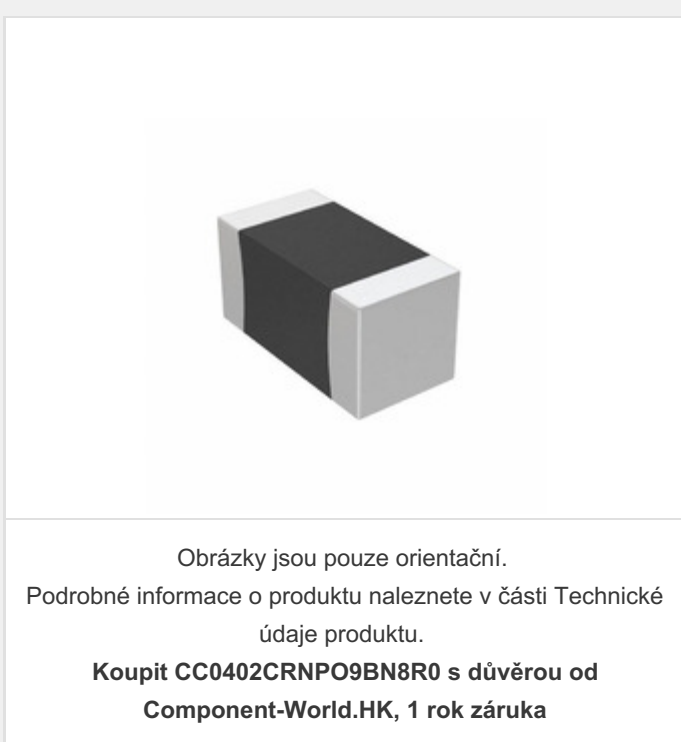 Obrázky jsou pouze orientační.
Podrobné informace o produktu naleznete v části Technické
údaje produktu.
Koupit CC0402CRNPO9BN8R0 s důvěrou od
Component-World.HK, 1 rok záruka